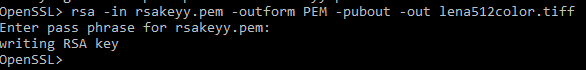 OpenSSL> rsa -in rsakeyy.pem -outform PEM -pubout -out lena512color.tiff
Enter pass phrase for rsakeyy.pem:
writing RSA key
OpenSSL>